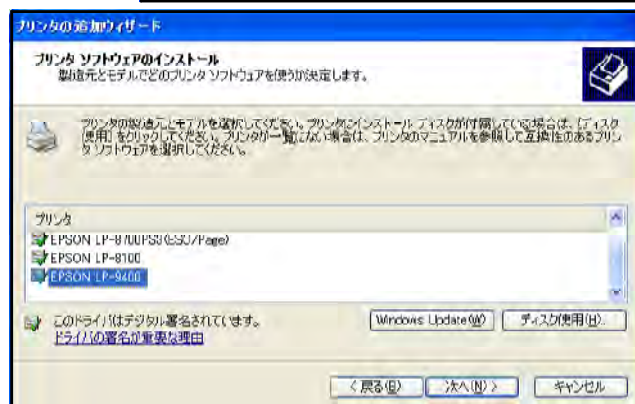 プリンタの追加ウィザード
プリンタ ソフトウェアのインストール
製造元とモデルでどのプリンタ ソフトウェアを使うか決定します。
プリンタの製造元とモデルを選択してください。プリンタにインストール ディスクが付属している場合は、[ディスク
使用] をクリックしてください。プリンタが一覧にない場合は、プリンタのマニュアルを参照して互換性のあるプリン
タ ソフトウェアを選択してください。
プリンタ
EPSON LP-8700PS3(ESC/Page)
EPSON LP-9100
EPSON LP-9400
このドライバはデジタル署名されています。
ドライバの署名が重要な理由
Windows Update(W)
ディスク使用(H)...
< 戻る(B)
次へ(N) >
キャンセル